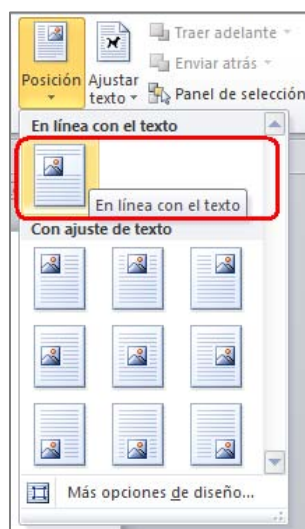 Traer adelante
Enviar atrás
Posición Ajustar texto Panel de selección
En línea con el texto
En línea con el texto
Con ajuste de texto
Más opciones de diseño...